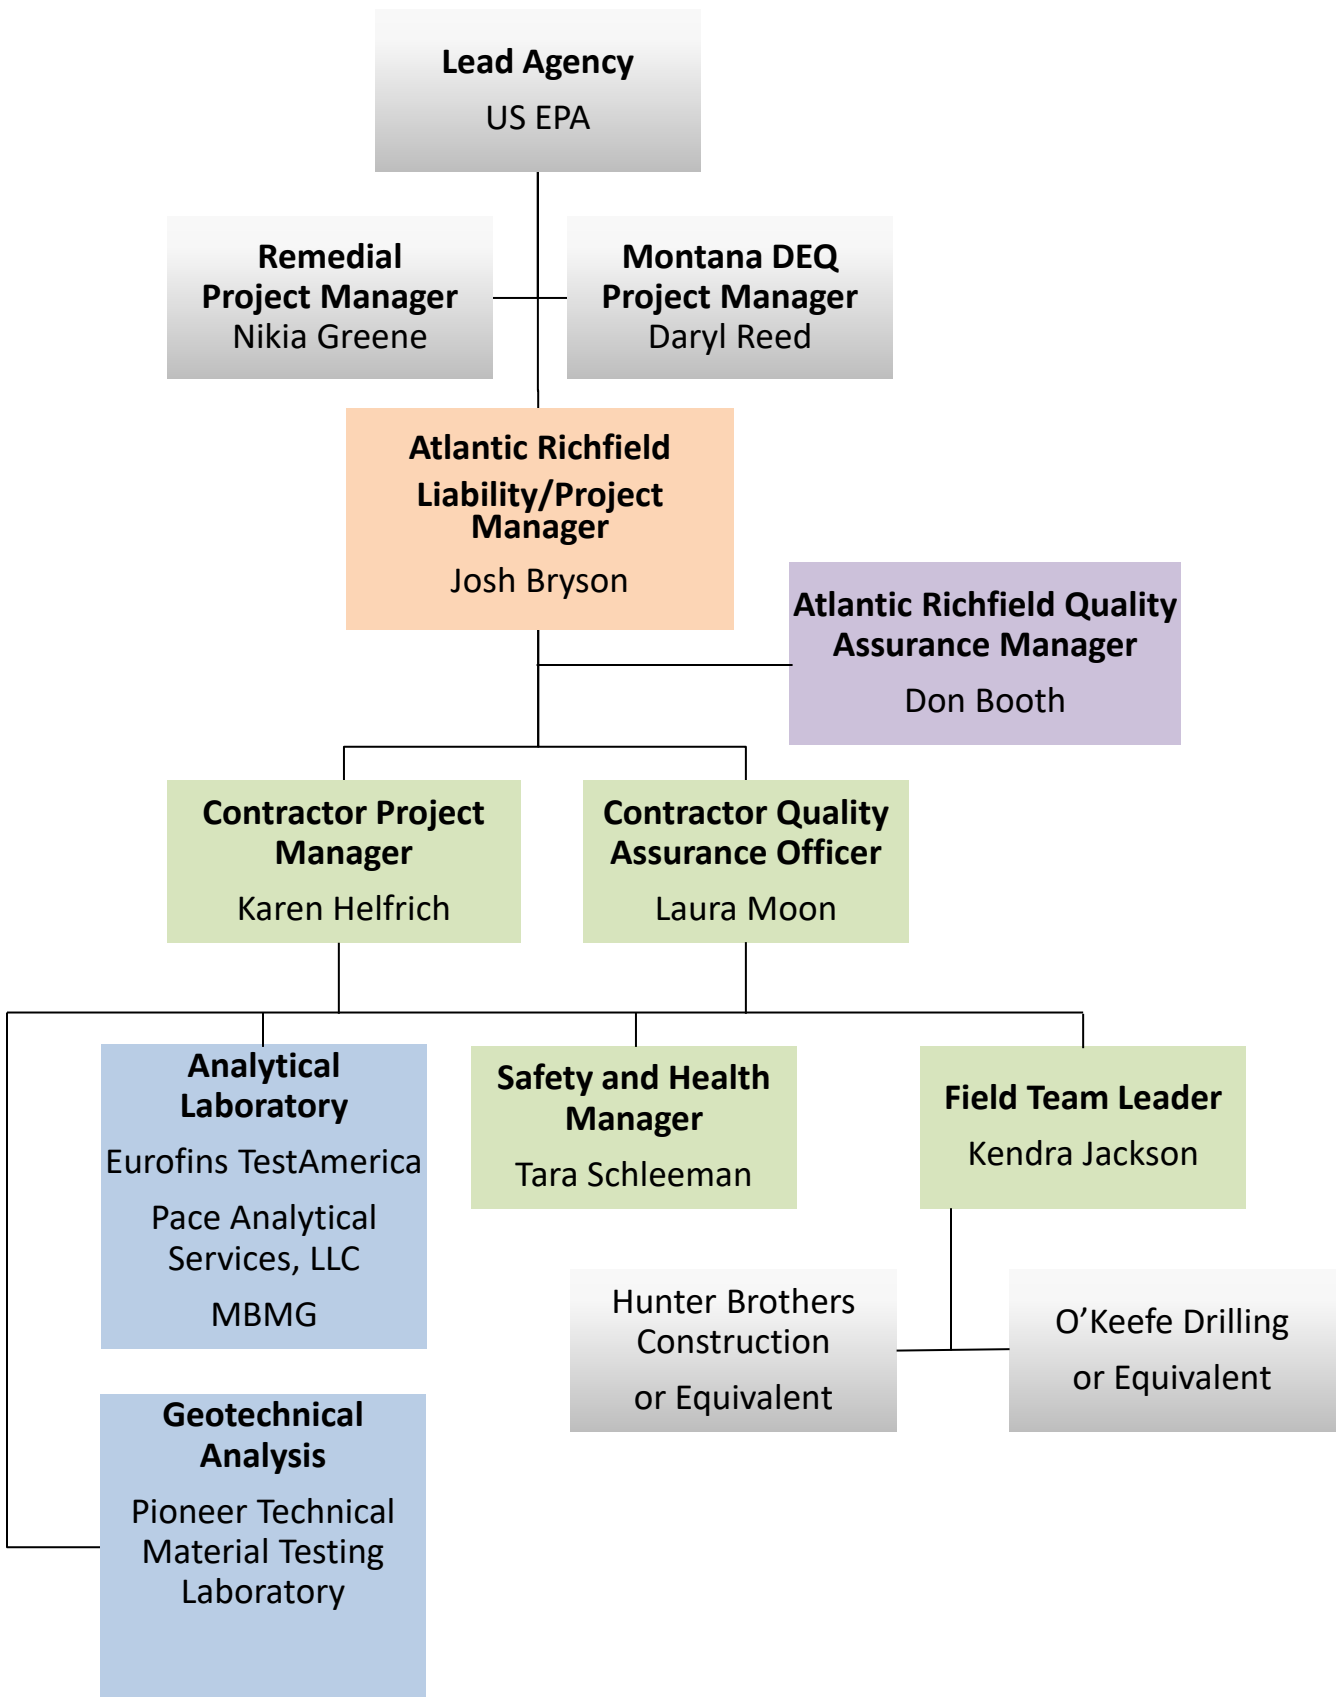 Lead Agency
US EPA
Remedial
Project Manager
Nikia Greene
Montana DEQ
Project Manager
Daryl Reed
Atlantic Richfield
Liability/Project
Manager
Josh Bryson
Atlantic Richfield Quality
Assurance Manager
Don Booth
Contractor Project
Manager
Karen Helfrich
Contractor Quality
Assurance Officer
Laura Moon
Analytical
Laboratory
Eurofins TestAmerica
Pace Analytical
Services, LLC
MBMG
Safety and Health
Manager
Tara Schleeman
Field Team Leader
Kendra Jackson
Hunter Brothers
Construction
or Equivalent
O’Keefe Drilling
or Equivalent
Geotechnical
Analysis
Pioneer Technical
Material Testing
Laboratory